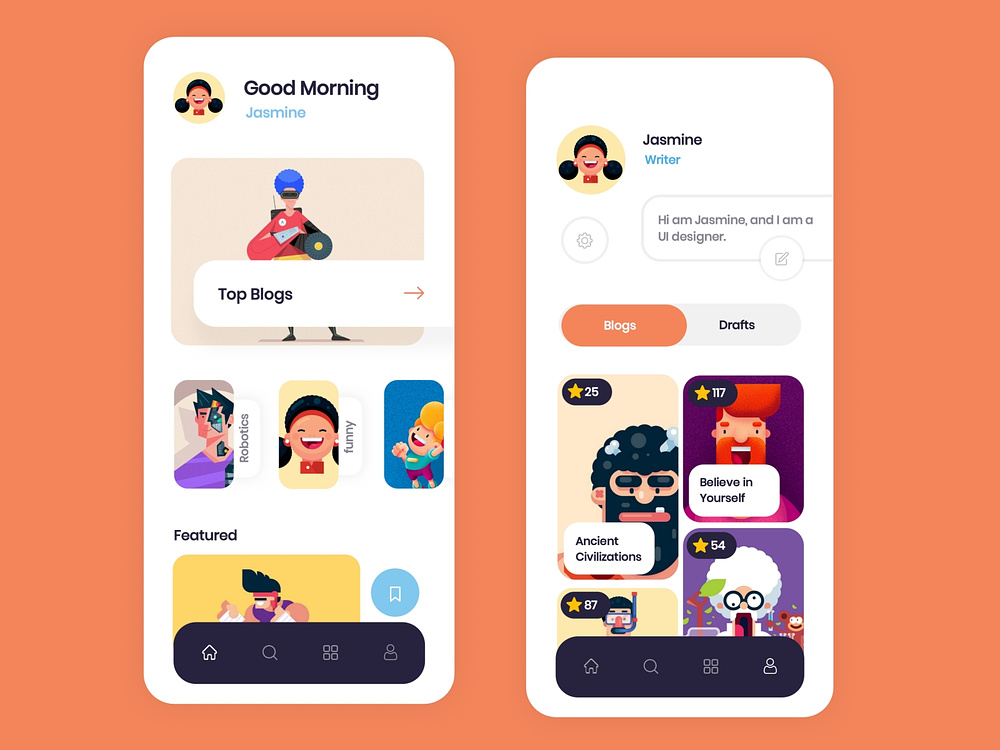 Good Morning
Jasmine
Top Blogs
Robotics
funny
Featured
Jasmine
Writer
Hi am Jasmine, and I am a
UI designer.
Blogs
Drafts
25
117
Believe in
Yourself
Ancient
Civilizations
54
87